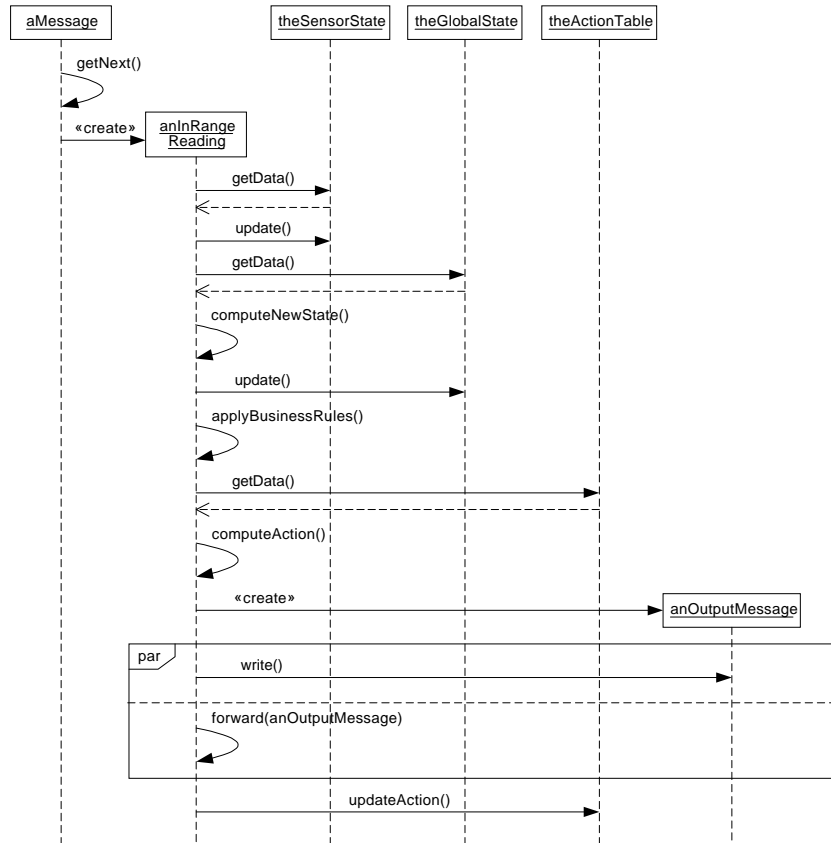 aMessage
theSensorState
theGlobalState
theActionTable
getNext()
«create»
anInRange
Reading
getData()
update()
getData()
computeNewState()
update()
applyBusinessRules()
getData()
computeAction()
«create»
anOutputMessage
par
write()
forward(anOutputMessage)
updateAction()